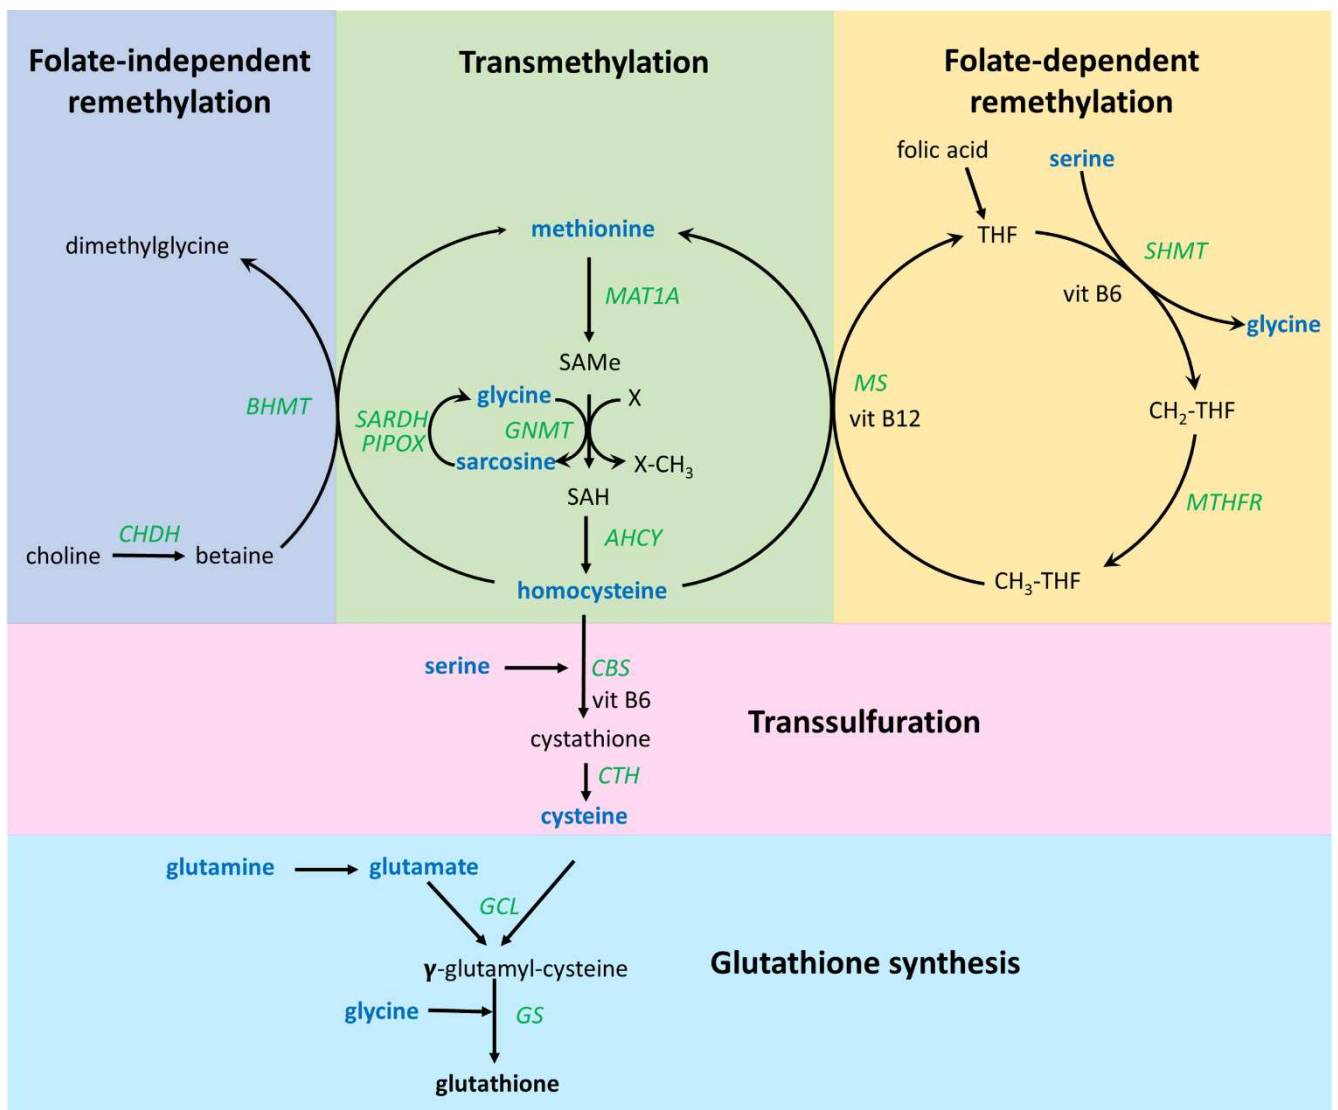 Folate-independent
remethylation
Transmethylation
Folate-dependent
remethylation
folic acid
serine
methionine
THF
dimethylglycine
SHMT
MAT1A
vit B6
glycine
SAMe
glycine
X
BHMT
SARDH
PIPOX
GNMT
MS
vit B12
CH₂-THF
sarcosine
X-CH₃
SAH
MTHFR
CHDH
AHCY
choline
betaine
homocysteine
CH₃-THF
serine
CBS
vit B6
cystathione
Transsulfuration
CTH
cysteine
glutamine
glutamate
GCL
γ-glutamyl-cysteine
Glutathione synthesis
glycine
GS
glutathione